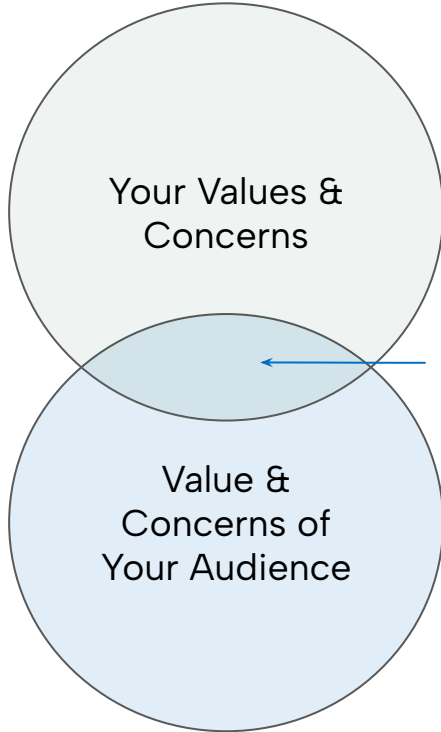 Your Values &
Concerns
Value &
Concerns of
Your Audience